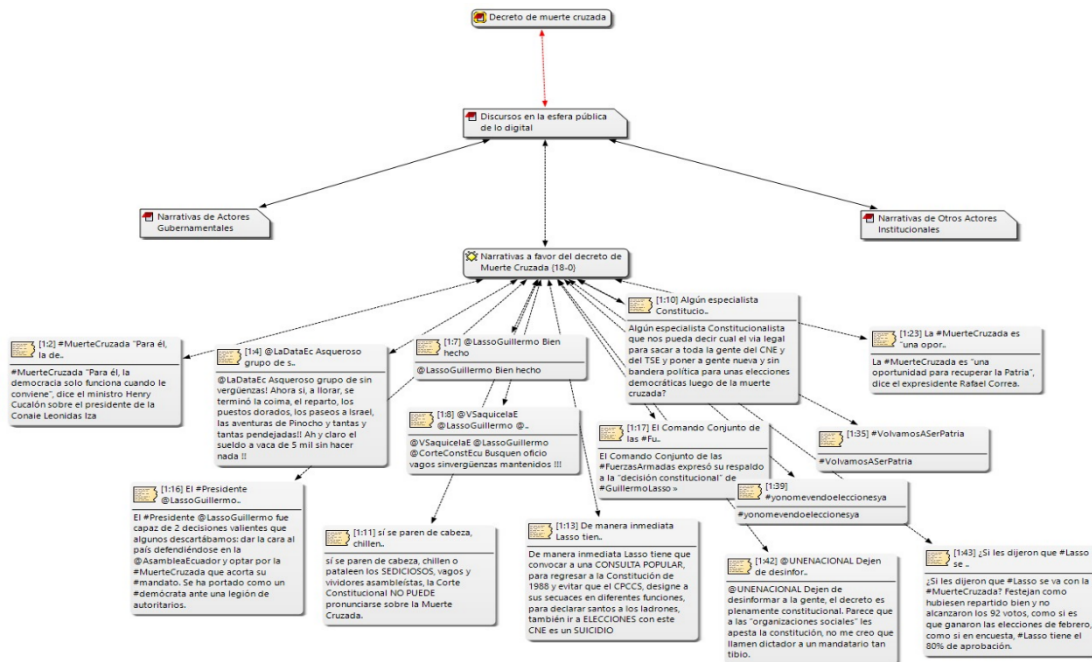 Decreto de muerte cruzada
Discursos en la esfera pública
de lo digital
Narrativas de Actores
Gubernamentales
Narrativas de Otros Actores
Institucionales
Narrativas a favor del decreto de
Muerte Cruzada {18-0}
[1:2] #MuerteCruzada "Para él,
la de..
#MuerteCruzada "Para él, la
democracia solo funciona cuando le
conviene", dice el ministro Henry
Cucalón sobre el presidente de la
Conaie Leonidas Iza
[1:4] @LaDataEc Asqueroso
grupo de s..
@LaDataEc Asqueroso grupo de sin
vergüenzas! Ahora si, a llorar, se
terminó la coima, el reparto, los
puestos dorados, los paseos a Israel,
las aventuras de Pinocho y tantas y
tantas pendejadas!! Ah y claro el
sueldo a vaca de 5 mil sin hacer
nada !!
[1:7] @LassoGuillermo Bien
hecho
@LassoGuillermo Bien hecho
[1:8] @VSaquicelaE
@LassoGuillermo @..
@VSaquicelaE @LassoGuillermo
@CorteConstEcu Busquen oficio
vagos sinvergüenzas mantenidos !!!
[1:10] Algún especialista
Constitucio..
Algún especialista Constitucionalista
que nos pueda decir cual el via legal
para sacar a toda la gente del CNE y
del TSE y poner a gente nueva y sin
bandera política para unas elecciones
democráticas luego de la muerte
cruzada?
[1:23] La #MuerteCruzada es
"una opor..
La #MuerteCruzada es "una
oportunidad para recuperar la Patria",
dice el expresidente Rafael Correa.
[1:17] El Comando Conjunto de
las #Fu..
El Comando Conjunto de las
#FuerzasArmadas expresó su respaldo
a la "decisión constitucional" de
#GuillermoLasso »
[1:35] #VolvamosASerPatria
#VolvamosASerPatria
[1:39]
#yonomevendoeleccionesya
#yonomevendoeleccionesya
[1:16] El #Presidente
@LassoGuillermo..
El #Presidente @LassoGuillermo fue
capaz de 2 decisiones valientes que
algunos descartábamos: dar la cara al
país defendiéndose en la
@AsambleaEcuador y optar por la
#MuerteCruzada que acorta su
#mandato. Se ha portado como un
#demócrata ante una legión de
autoritarios.
[1:11] sí se paren de cabeza,
chillen..
sí se paren de cabeza, chillen o
pataleen los SEDICIOSOS, vagos y
vividores asambleístas, la Corte
Constitucional NO PUEDE
pronunciarse sobre la Muerte
Cruzada.
[1:13] De manera inmediata
Lasso tien..
De manera inmediata Lasso tiene que
convocar a una CONSULTA POPULAR,
para regresar a la Constitución de
1988 y evitar que el CPCCS, designe a
sus secuaces en diferentes funciones,
para declarar santos a los ladrones,
también ir a ELECCIONES con este
CNE es un SUICIDIO
[1:42] @UNENACIONAL Dejen
de desinfor..
@UNENACIONAL Dejen de
desinformar a la gente, el decreto es
plenamente constitucional. Parece que
a las "organizaciones sociales" les
apesta la constitución, no me creo que
llamen dictador a un mandatario tan
tibio.
[1:43] ¿Si les dijeron que #Lasso
se ..
¿Si les dijeron que #Lasso se va con la
#MuerteCruzada? Festejan como
hubiesen repartido bien y no
alcanzaron los 92 votos, como si es
que ganaron las elecciones de febrero,
como si en encuesta, #Lasso tiene el
80% de aprobación.